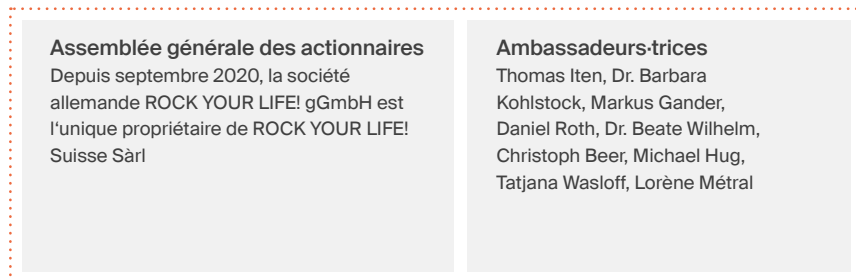 Assemblée générale des actionnaires
Depuis septembre 2020, la société
allemande ROCK YOUR LIFE! gGmbH est
l‘unique propriétaire de ROCK YOUR LIFE!
Suisse Sàrl
Ambassadeurs·trices
Thomas Iten, Dr. Barbara
Kohlstock, Markus Gander,
Daniel Roth, Dr. Beate Wilhelm,
Christoph Beer, Michael Hug,
Tatjana Wasloff, Lorène Métral